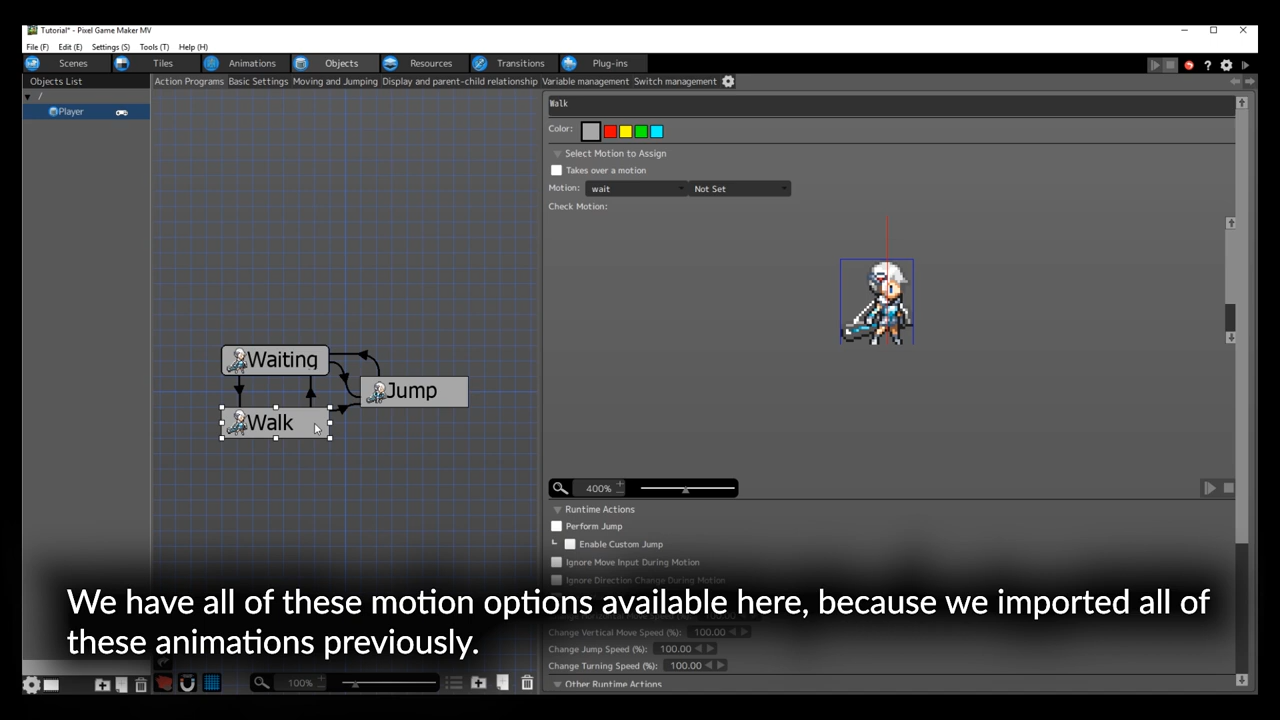 Tutorial* - Pixel Game Maker MV
File (F) Edit (E) Settings (S) Tools (T) Help (H)
Scenes Tiles Animations Objects Resources Transitions Plug-ins
Objects List
Action Programs Basic Settings Moving and Jumping Display and parent-child relationship Variable management Switch management
/
Player
Walk
Color:
Select Motion to Assign
Takes over a motion
Motion: wait Not Set
Check Motion:
Waiting
Jump
Walk
400%
Runtime Actions
Perform Jump
Enable Custom Jump
Ignore Move Input During Motion
Ignore Direction Change During Motion
We have all of these motion options available here, because we imported all of
these animations previously.
Change Vertical Move Speed (%): 100.00
Change Jump Speed (%): 100.00
Change Turning Speed (%): 100.00
Other Runtime Actions
100%